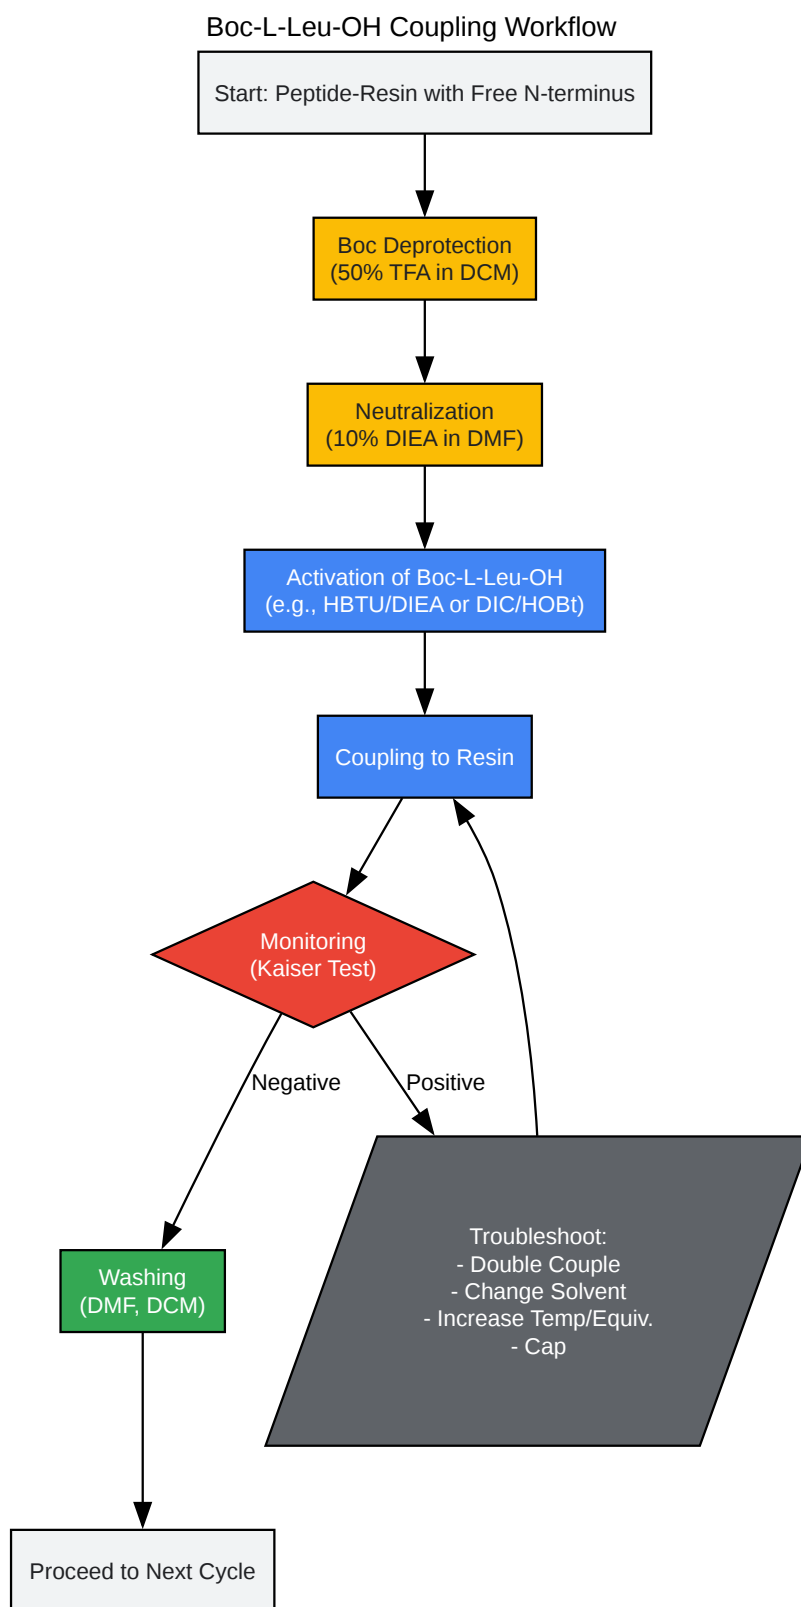 Boc-L-Leu-OH Coupling Workflow
Start: Peptide-Resin with Free N-terminus
Boc Deprotection
(50% TFA in DCM)
Neutralization
(10% DIEA in DMF)
Activation of Boc-L-Leu-OH
(e.g., HBTU/DIEA or DIC/HOBt)
Coupling to Resin
Monitoring
(Kaiser Test)
Negative
Positive
Troubleshoot:
- Double Couple
- Change Solvent
- Increase Temp/Equiv.
- Cap
Washing
(DMF, DCM)
Proceed to Next Cycle